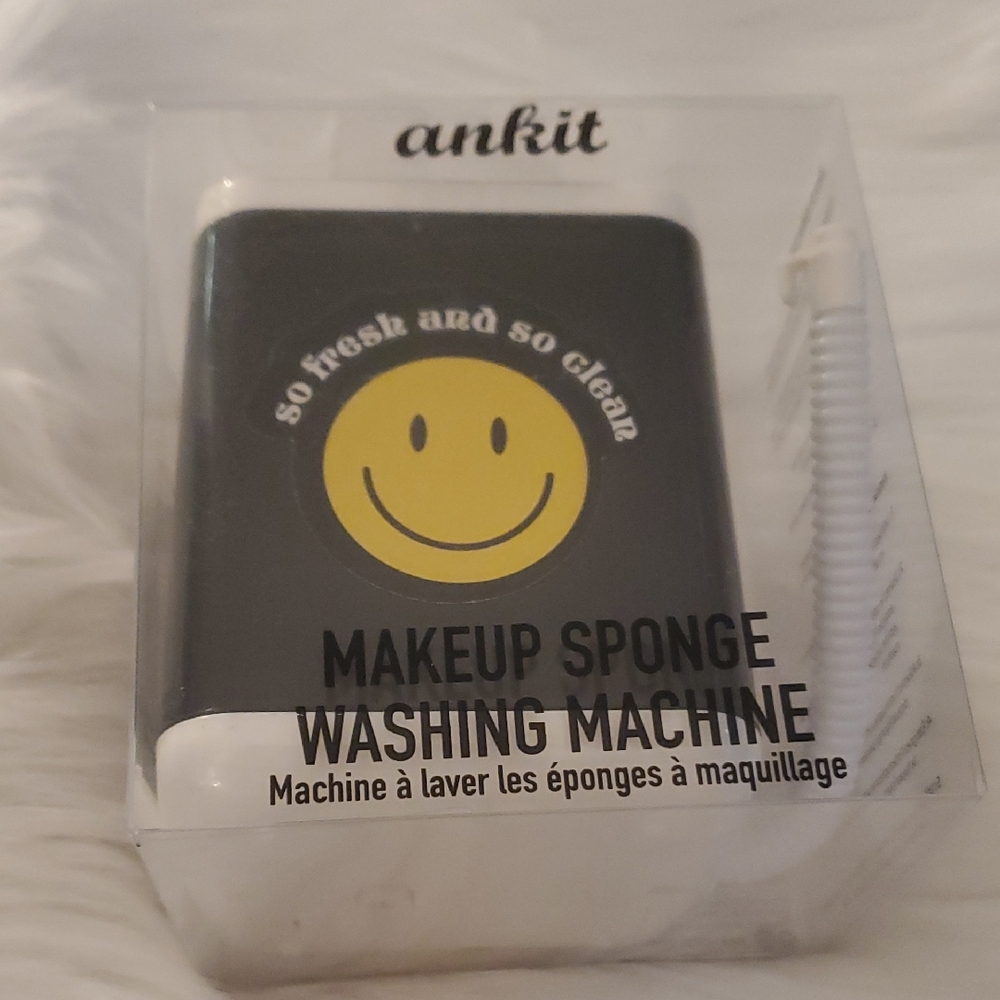 ankit
so fresh and so clean
MAKEUP SPONGE
WASHING MACHINE
Machine à laver les éponges à maquillage